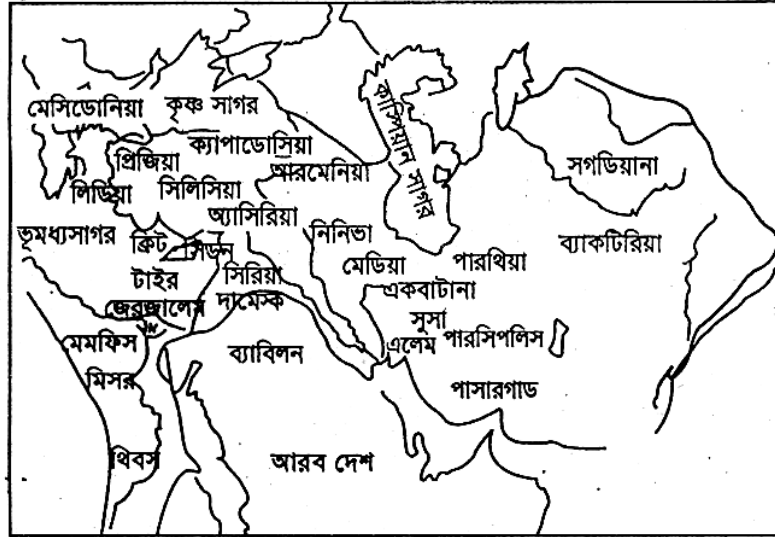 মেসিডোনিয়া কৃষ্ণ সাগর
কাস্পিয়ান সাগর
ক্যাপাডোসিয়া
প্রিজিয়া
আরমেনিয়া
সগডিয়ানা
লিডিয়া
সিলিসিয়া
অ্যাসিরিয়া
নিনিভা
ভূমধ্যসাগর
ক্রিট
সিডন
ব্যাকটিরিয়া
মেডিয়া
পারথিয়া
টাইর
সিরিয়া
একবাটানা
জেরুজালেম
দামেস্ক
সুসা
মেমফিস
এলেম
পারসিপলিস
ব্যাবিলন
মিসর
পাসারগাড
থিবস
আরব দেশ